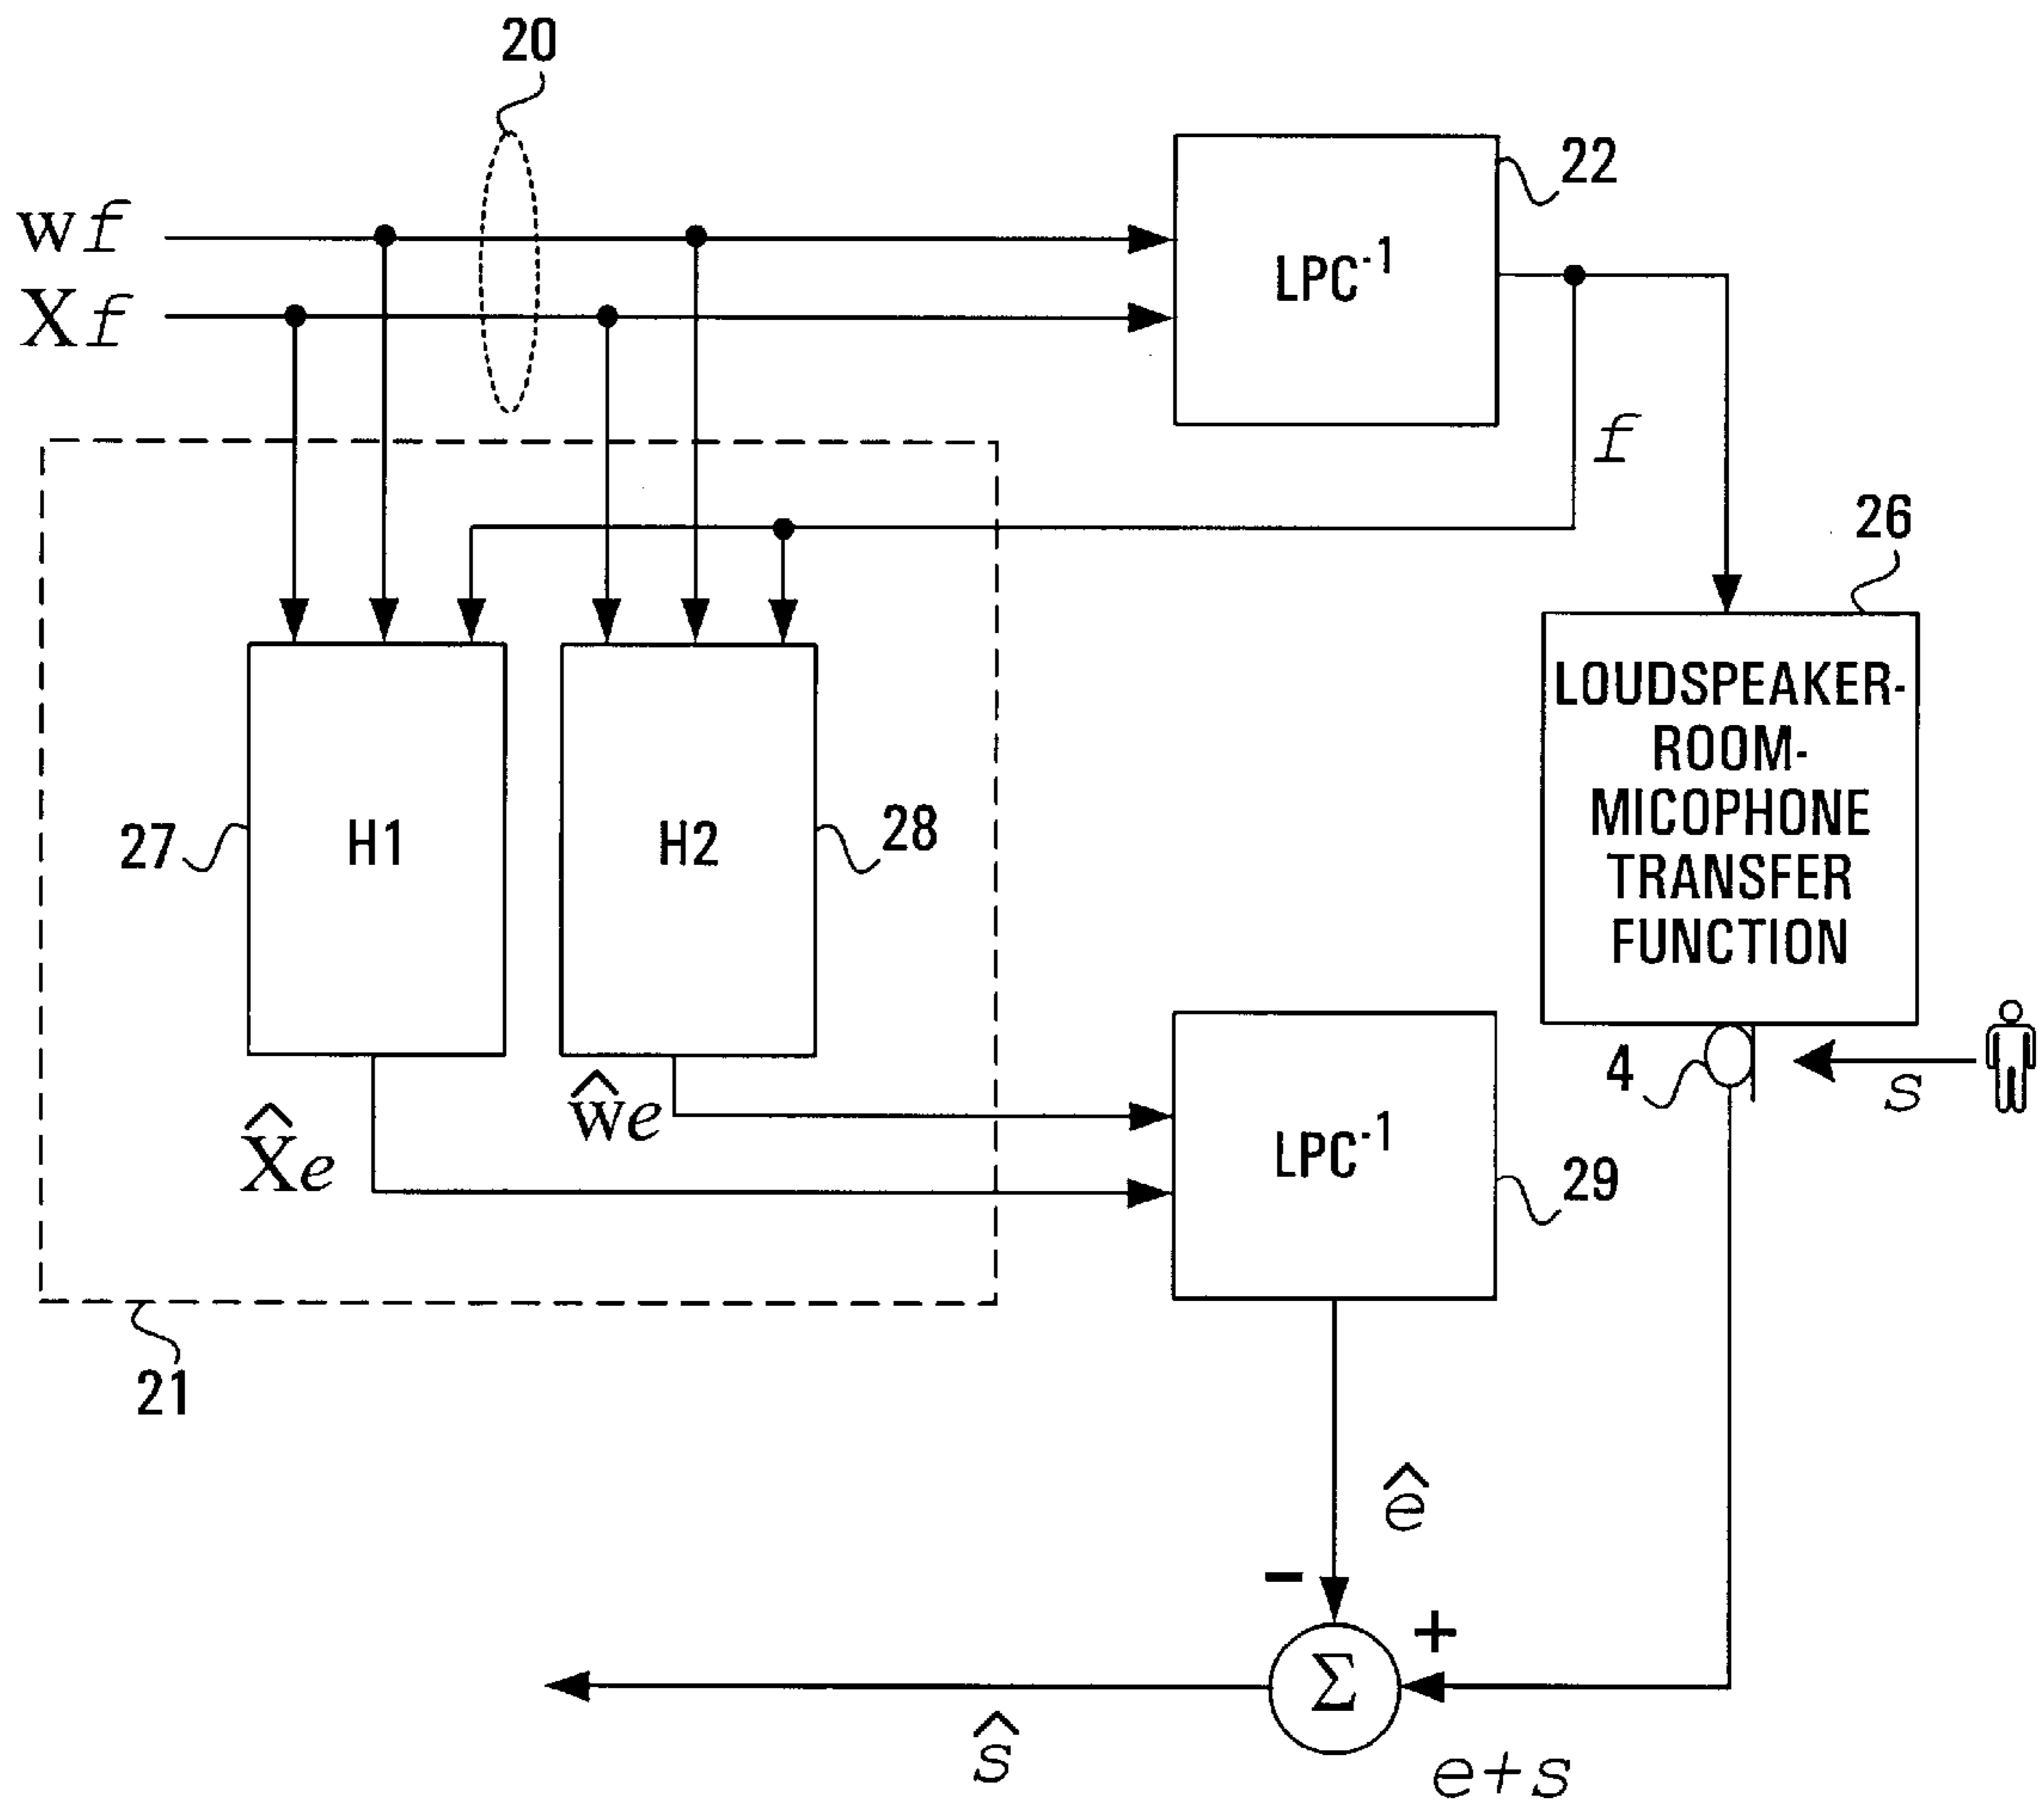 20
22
wf
LPC⁻¹
Xf
f
26
LOUDSPEAKER-
ROOM-
MICOPHONE
TRANSFER
FUNCTION
27
H1
H2
28
4
s
ŵe
X̂e
LPC⁻¹
29
21
ê
−
+
Σ
ŝ
e+s